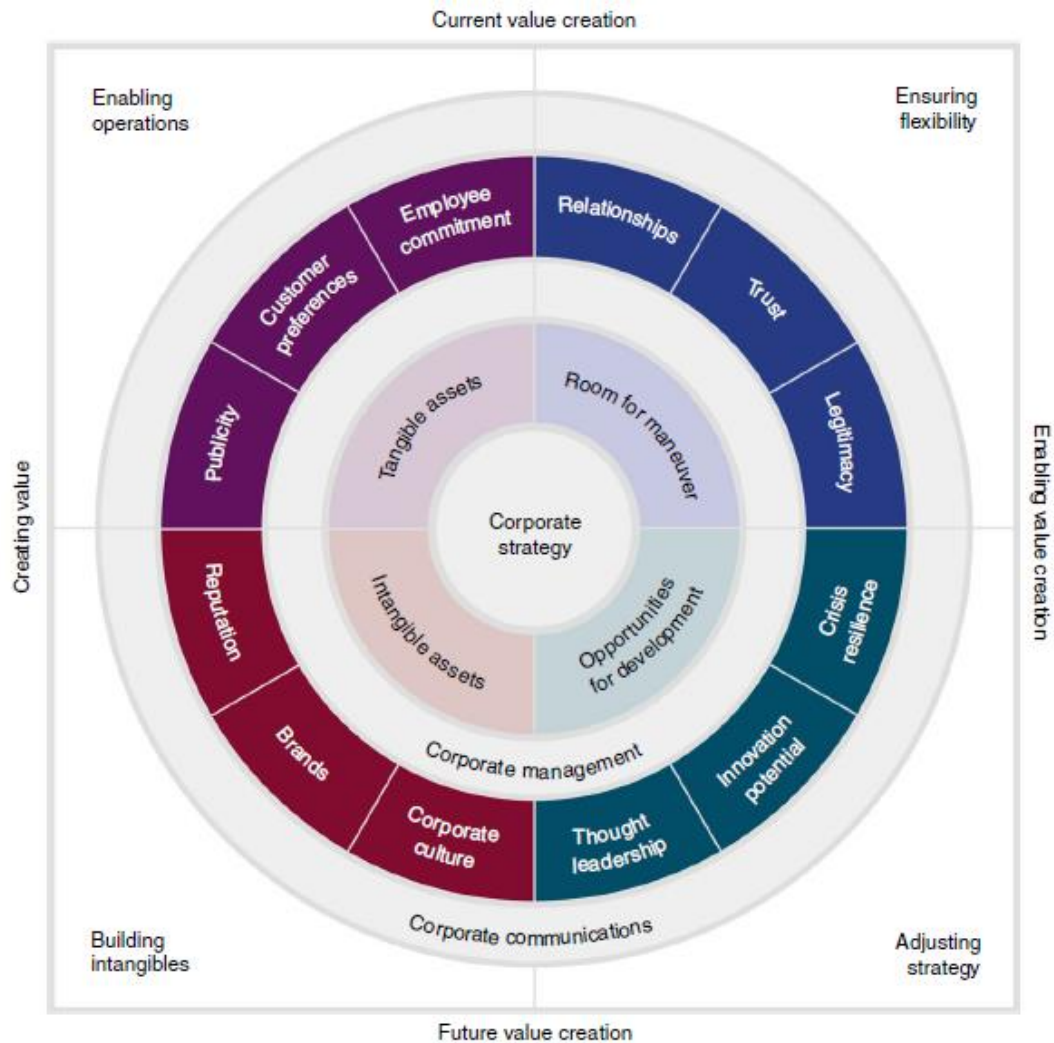 Current value creation
Enabling
operations
Ensuring
flexibility
Employee
commitment
Relationships
Customer
preferences
Trust
Publicity
Legitimacy
Tangible assets
Room for maneuver
Creating value
Corporate
strategy
Enabling value creation
Reputation
Intangible assets
Opportunities
for development
Crisis
resilience
Brands
Corporate management
Innovation
potential
Corporate
culture
Thought
leadership
Corporate communications
Building
intangibles
Adjusting
strategy
Future value creation